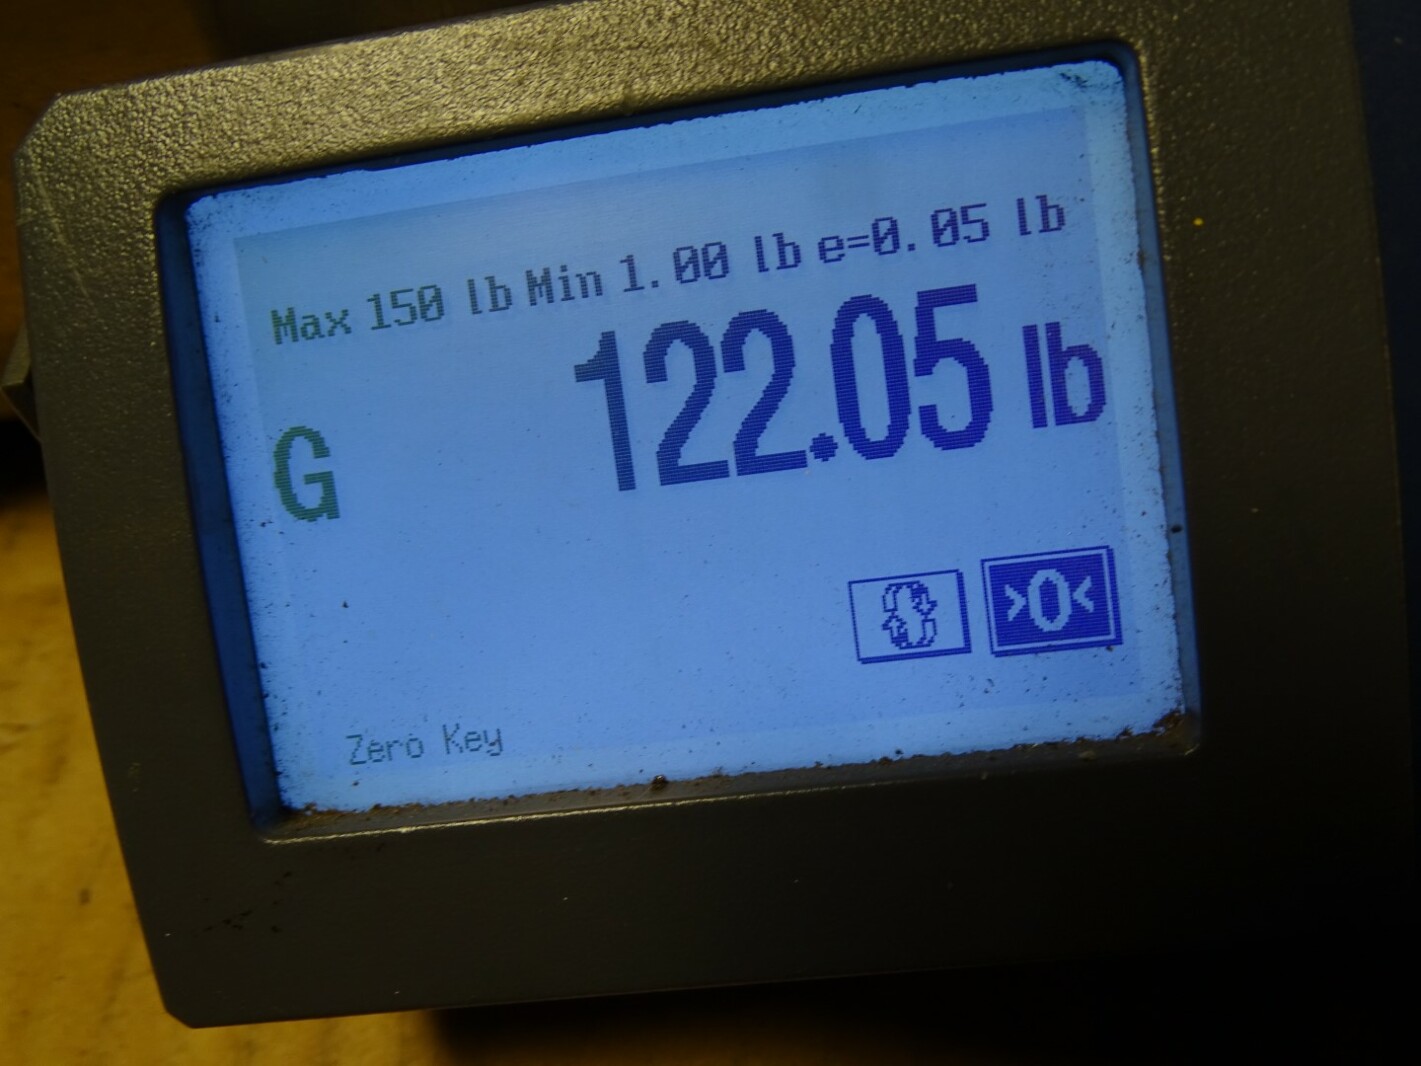 Max 150 lb Min 1.00 lb e=0.05 lb
G 122.05 lb
>0<
Zero Key